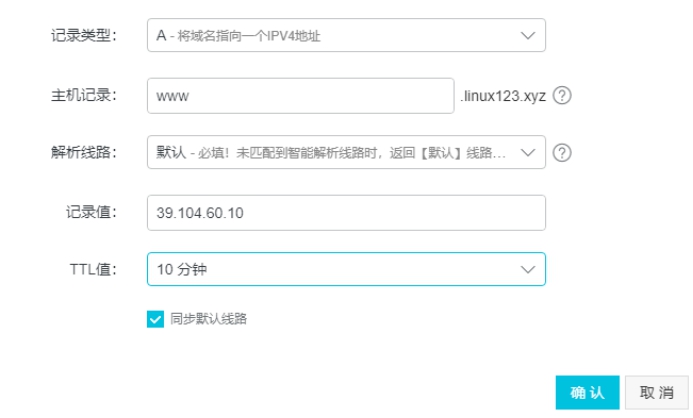 记录类型： A - 将域名指向一个IPV4地址
主机记录： www .linux123.xyz ?
解析线路： 默认 - 必填！未匹配到智能解析线路时，返回【默认】线路... ?
记录值： 39.104.60.10
TTL值： 10 分钟
同步默认线路
确 认 取 消